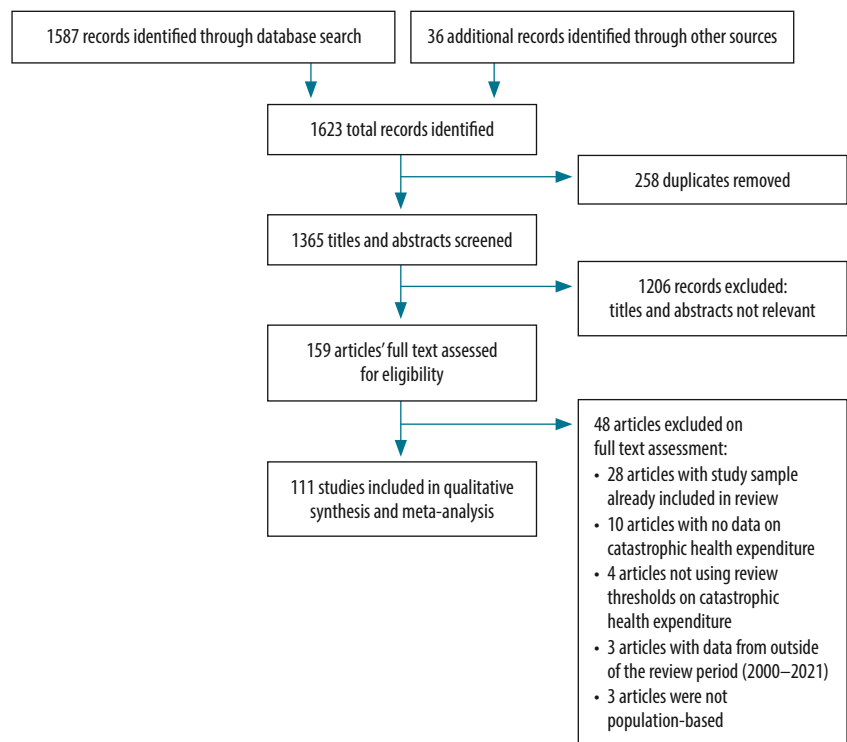 1587 records identified through database search
36 additional records identified through other sources
1623 total records identified
258 duplicates removed
1365 titles and abstracts screened
1206 records excluded:
titles and abstracts not relevant
159 articles’ full text assessed
for eligibility
48 articles excluded on
full text assessment:
• 28 articles with study sample
already included in review
• 10 articles with no data on
catastrophic health expenditure
• 4 articles not using review
thresholds on catastrophic
health expenditure
• 3 articles with data from outside
of the review period (2000–2021)
• 3 articles were not
population-based
111 studies included in qualitative
synthesis and meta-analysis